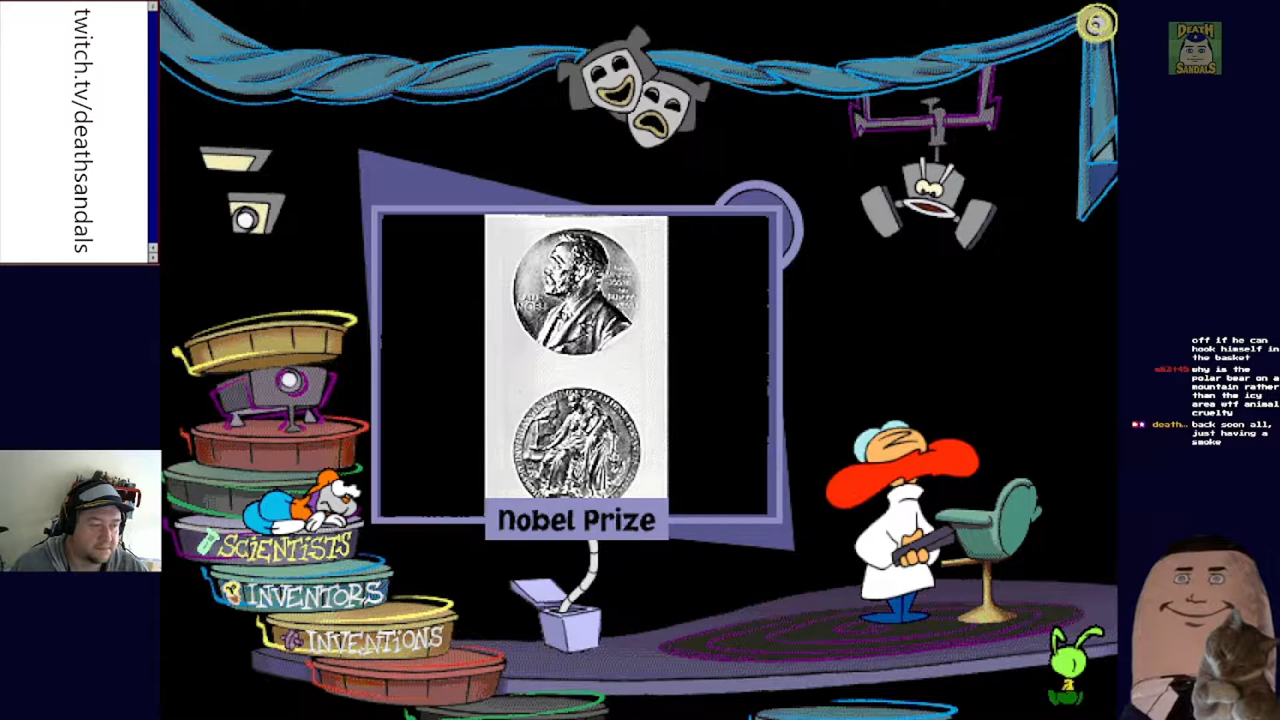 twitch.tv/deathsandals
DEATH
SANDALS
Nobel Prize
SCIENTISTS
INVENTORS
INVENTIONS
off if he can
hook himself in
the basket
why is the
polar bear on a
mountain rather
than the icy
area wtf animal
cruelty
death… back soon all,
just having a
smoke